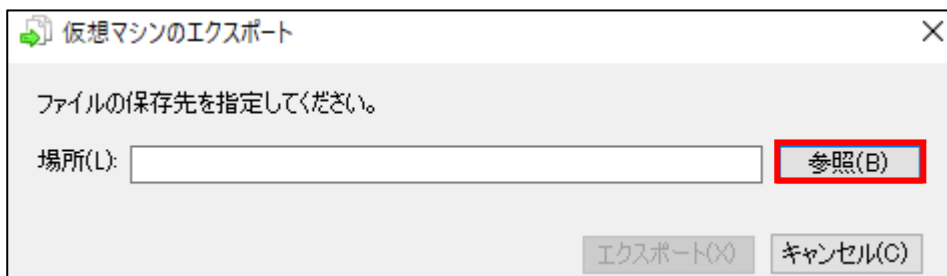 仮想マシンのエクスポート
ファイルの保存先を指定してください。
場所(L): 参照(B)
エクスポート(X) キャンセル(C)